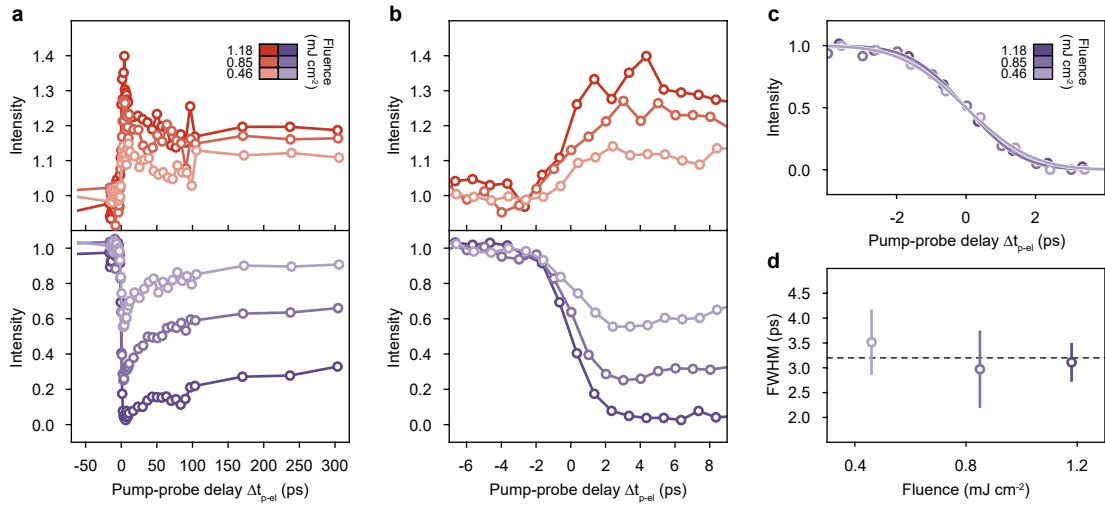 a
Fluence
(mJ cm-2)
1.18
0.85
0.46
1.4
1.3
1.2
1.1
1.0
Intensity
1.0
0.8
0.6
0.4
0.2
0.0
Intensity
-50 0 50 100 150 200 250 300
Pump-probe delay Δtp-el (ps)
b
1.4
1.3
1.2
1.1
1.0
Intensity
1.0
0.8
0.6
0.4
0.2
0.0
Intensity
-6 -4 -2 0 2 4 6 8
Pump-probe delay Δtp-el (ps)
c
Fluence
(mJ cm-2)
1.18
0.85
0.46
1.0
0.5
0.0
Intensity
-2 0 2
Pump-probe delay Δtp-el (ps)
d
4.5
4.0
3.5
3.0
2.5
2.0
FWHM (ps)
0.4 0.8 1.2
Fluence (mJ cm-2)